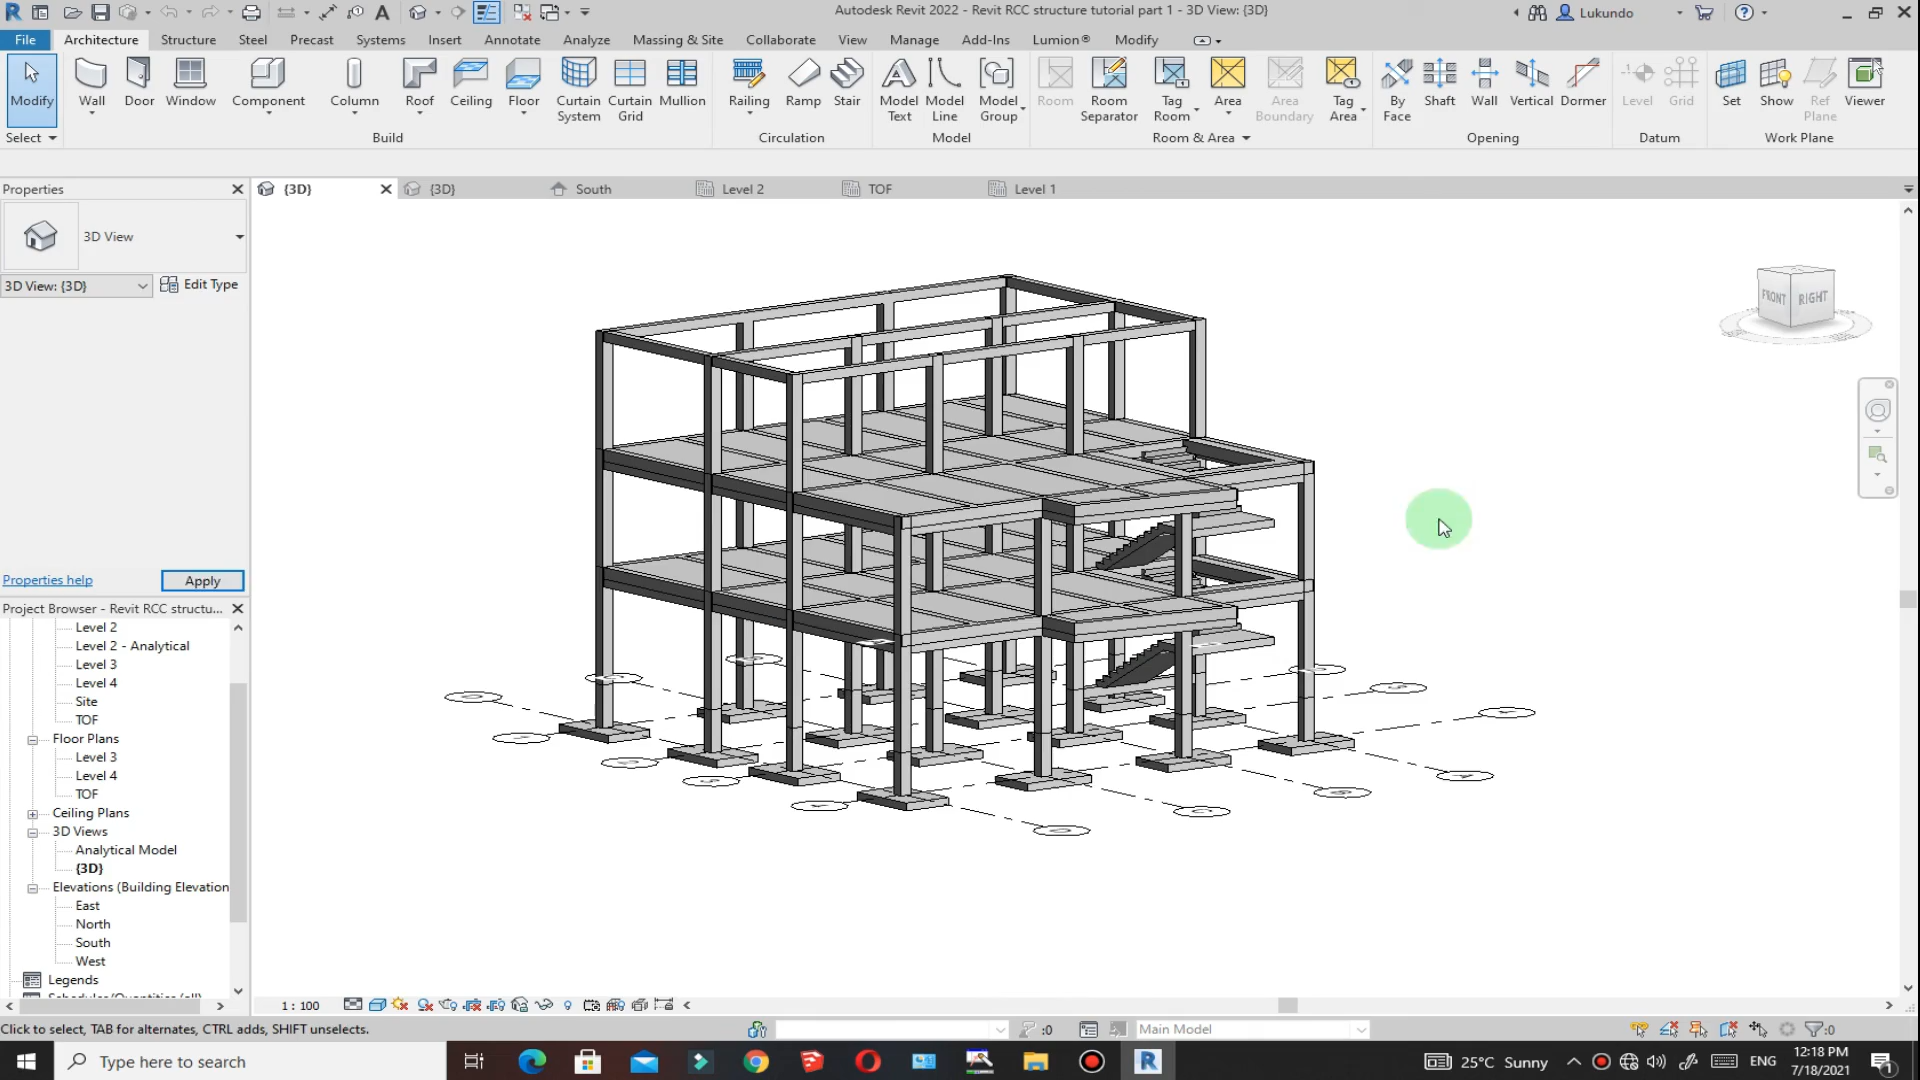 Autodesk Revit 2022 - Revit RCC structure tutorial part 1 - 3D View: {3D}
Lukundo
File Architecture Structure Steel Precast Systems Insert Annotate Analyze Massing & Site Collaborate View Manage Add-Ins Lumion® Modify
Modify Wall Door Window Component Column Roof Ceiling Floor Curtain System Curtain Grid Mullion Railing Ramp Stair Model Text Model Line Model Group Room Room Separator Tag Room Area Area Boundary Tag Area By Face Shaft Wall Vertical Dormer Level Grid Set Show Ref Plane Viewer
Select Build Circulation Model Room & Area Opening Datum Work Plane
Properties
{3D} {3D} South Level 2 TOF Level 1
3D View
3D View: {3D} Edit Type
FRONT RIGHT
Properties help Apply
Project Browser - Revit RCC structu...
Level 2
Level 2 - Analytical
Level 3
Level 4
Site
TOF
Floor Plans
Level 3
Level 4
TOF
Ceiling Plans
3D Views
Analytical Model
{3D}
Elevations (Building Elevation
East
North
South
West
Legends
Schedules/Quantities (all)
1 : 100
Click to select, TAB for alternates, CTRL adds, SHIFT unselects.
:0
Main Model
:0
Type here to search
25°C Sunny
ENG
12:18 PM
7/18/2021
1